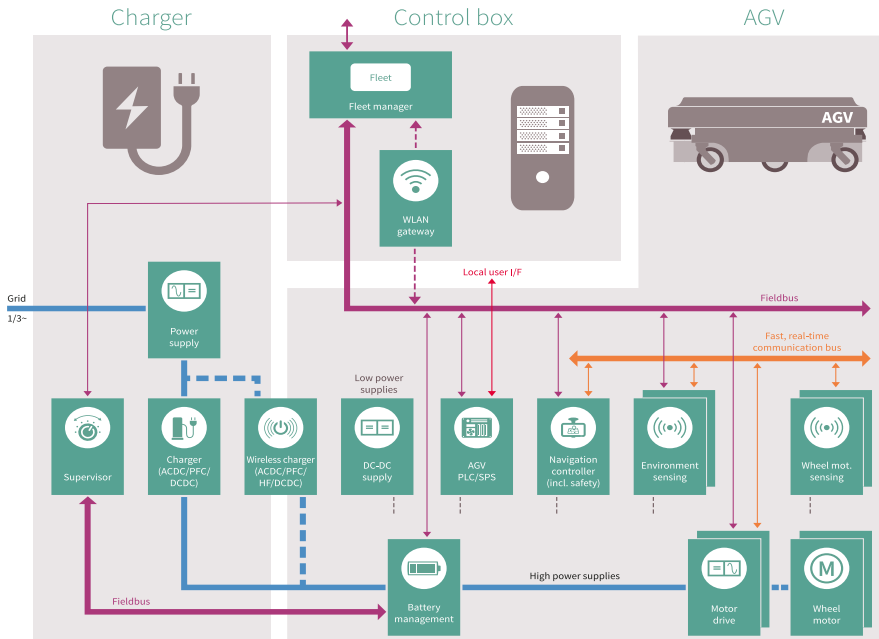 Charger
Control box
AGV
Fleet
Fleet manager
AGV
WLAN
gateway
Local user I/F
Grid
1/3~
Fieldbus
Power
supply
Fast, real-time
communication bus
Low power
supplies
Supervisor
Charger
(ACDC/PFC/
DCDC)
Wireless charger
(ACDC/PFC/
HF/DCDC)
DC-DC
supply
AGV
PLC/SPS
Navigation
controller
(incl. safety)
Environment
sensing
Wheel mot.
sensing
High power supplies
M
Fieldbus
Battery
management
Motor
drive
Wheel
motor